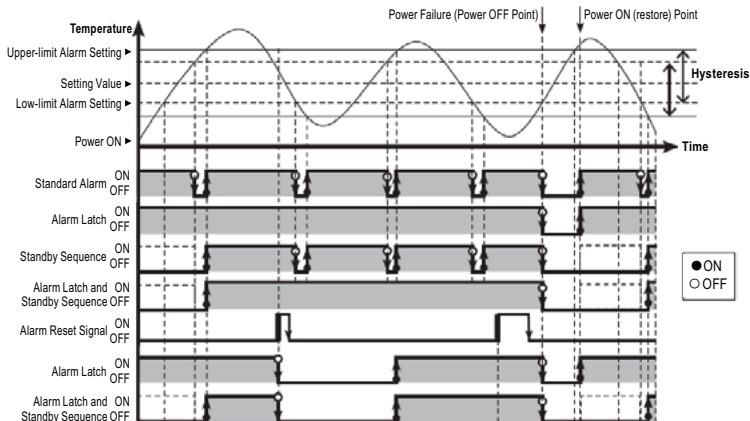 Power Failure (Power OFF Point)
Power ON (restore) Point
Temperature
Upper-limit Alarm Setting ►
Hysteresis
Setting Value ►
Low-limit Alarm Setting ►
Power ON ►
Time
Standard Alarm ON
OFF
Alarm Latch ON
OFF
Standby Sequence ON
OFF
Alarm Latch and ON
Standby Sequence OFF
●ON
○OFF
Alarm Reset Signal ON
OFF
Alarm Latch ON
OFF
Alarm Latch and ON
Standby Sequence OFF